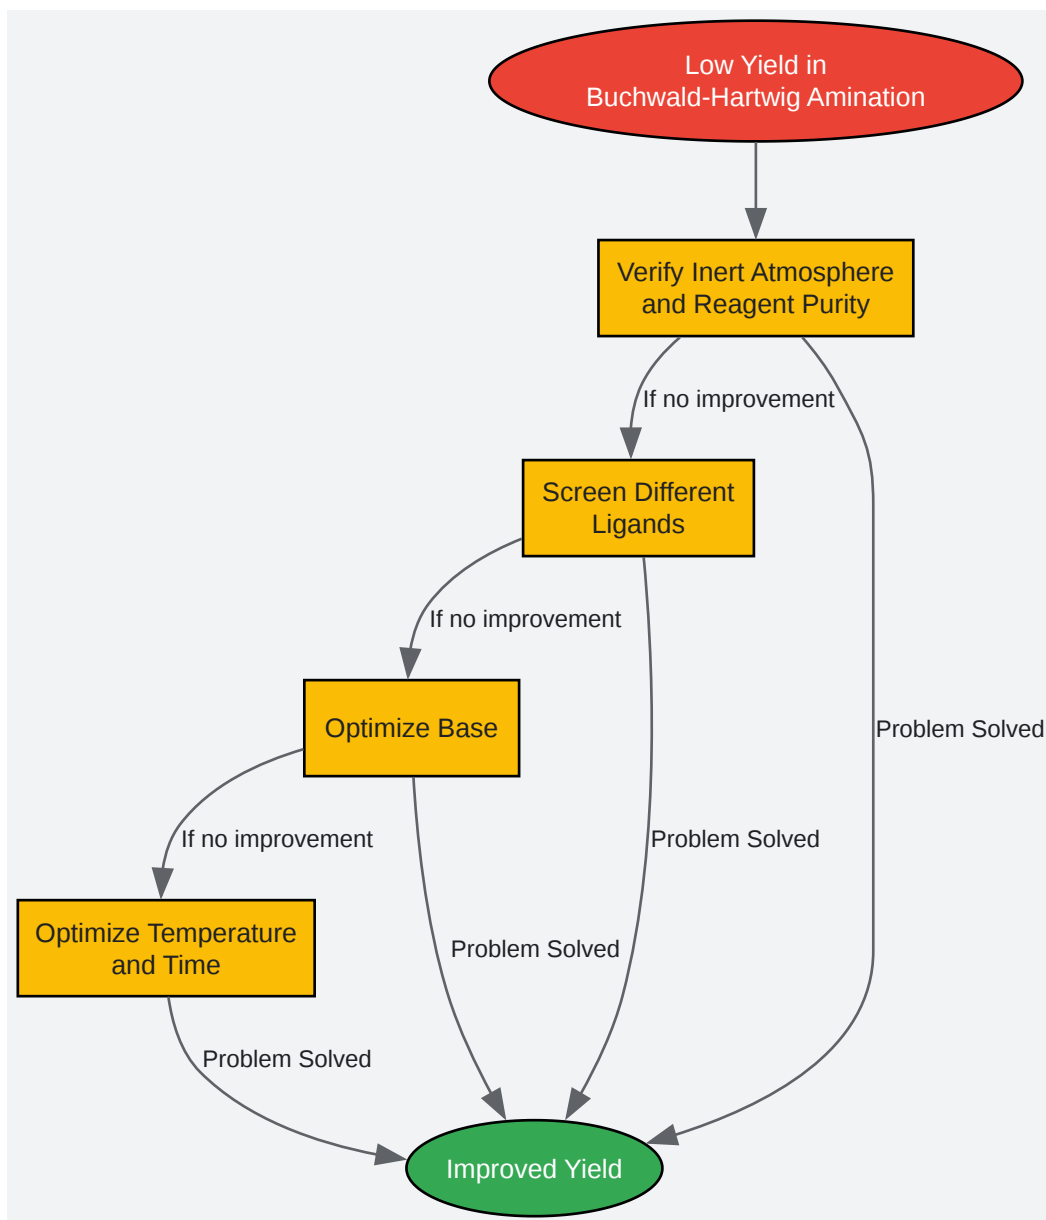 Low Yield in
Buchwald-Hartwig Amination
Verify Inert Atmosphere
and Reagent Purity
If no improvement
Screen Different
Ligands
If no improvement
Optimize Base
Problem Solved
If no improvement
Problem Solved
Optimize Temperature
and Time
Problem Solved
Problem Solved
Improved Yield